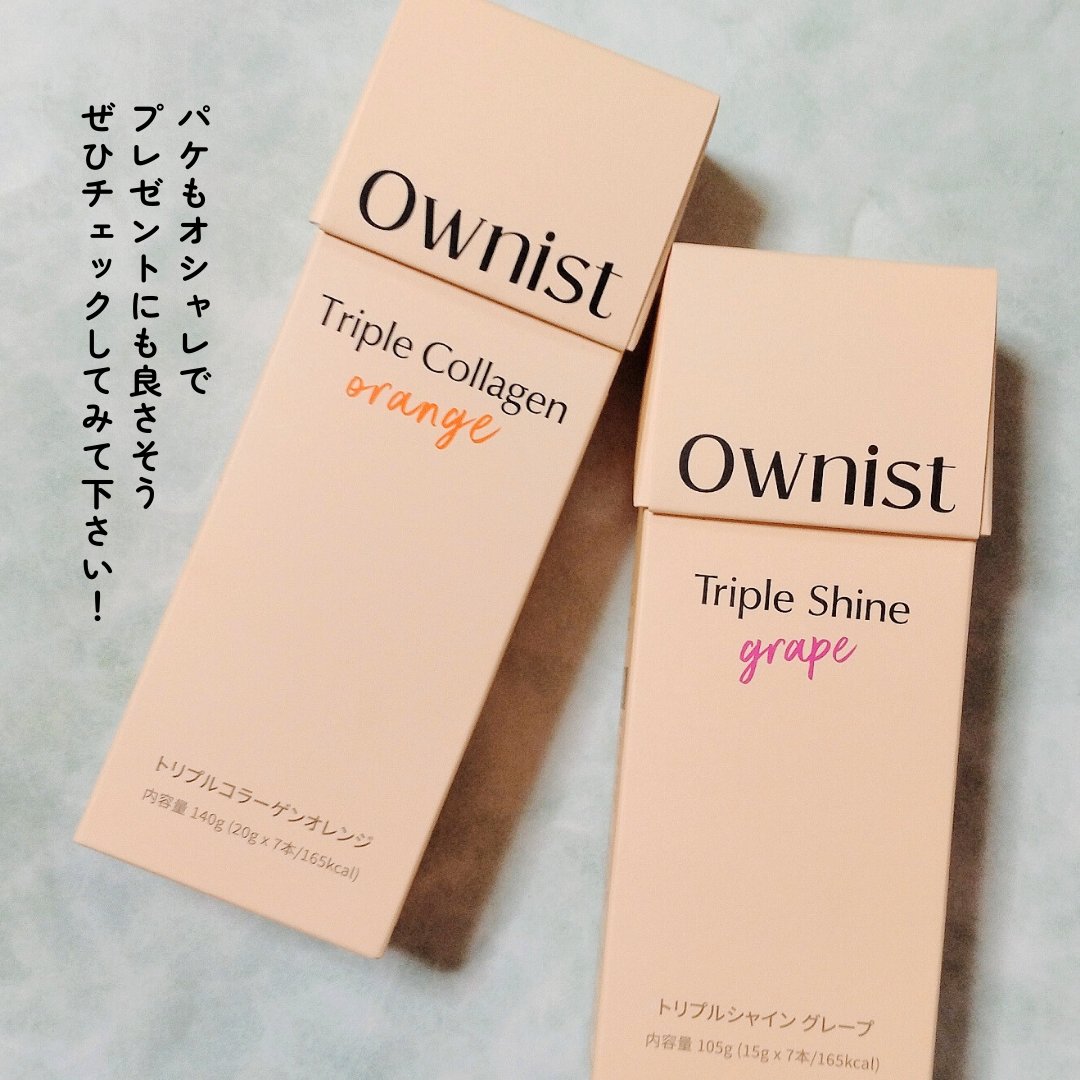 パケもオシャレで
プレゼントにも良さそう
ぜひチェックしてみて下さい！
Ownist
Triple Collagen
orange
トリプルコラーゲンオレンジ
内容量 140g (20g x 7本/165kcal)
Ownist
Triple Shine
grape
トリプルシャイン グレープ
内容量 105g (15g x 7本/165kcal)